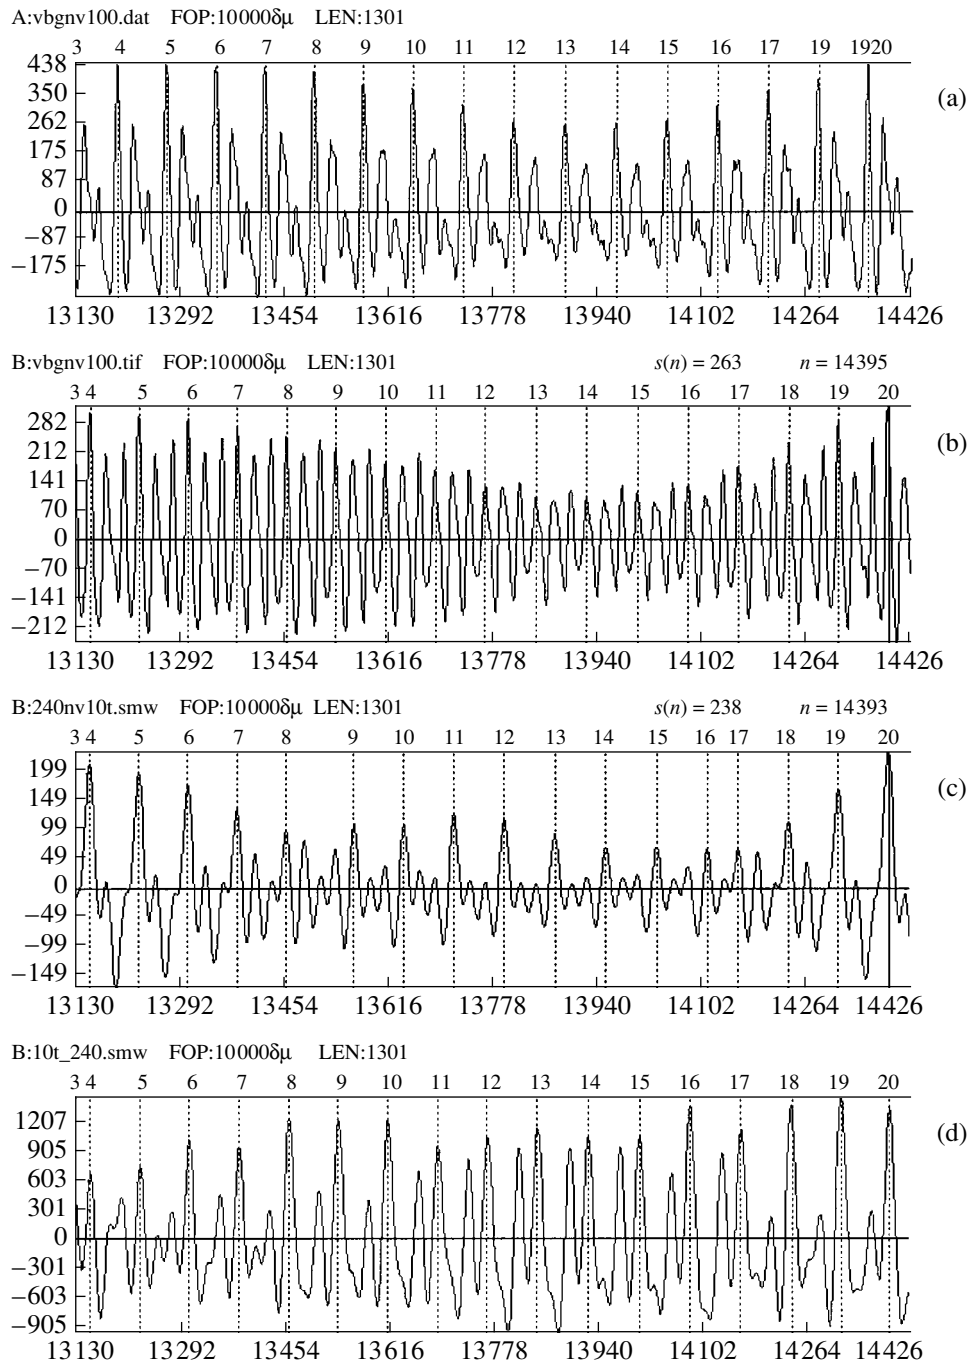 A:vbgnv100.dat FOP:10000δμ LEN:1301
3 4 5 6 7 8 9 10 11 12 13 14 15 16 17 19 1920
438
350
262
175
87
0
−87
−175
(a)
13130 13292 13454 13616 13778 13940 14102 14264 14426
B:vbgnv100.tif FOP:10000δμ LEN:1301 s(n) = 263 n = 14395
3 4 5 6 7 8 9 10 11 12 13 14 15 16 17 18 19 20
282
212
141
70
0
−70
−141
−212
(b)
13130 13292 13454 13616 13778 13940 14102 14264 14426
B:240nv10t.smw FOP:10000δμ LEN:1301 s(n) = 238 n = 14393
3 4 5 6 7 8 9 10 11 12 13 14 15 16 17 18 19 20
199
149
99
49
0
−49
−99
−149
(c)
13130 13292 13454 13616 13778 13940 14102 14264 14426
B:10t_240.smw FOP:10000δμ LEN:1301
3 4 5 6 7 8 9 10 11 12 13 14 15 16 17 18 19 20
1207
905
603
301
0
−301
−603
−905
(d)
13130 13292 13454 13616 13778 13940 14102 14264 14426